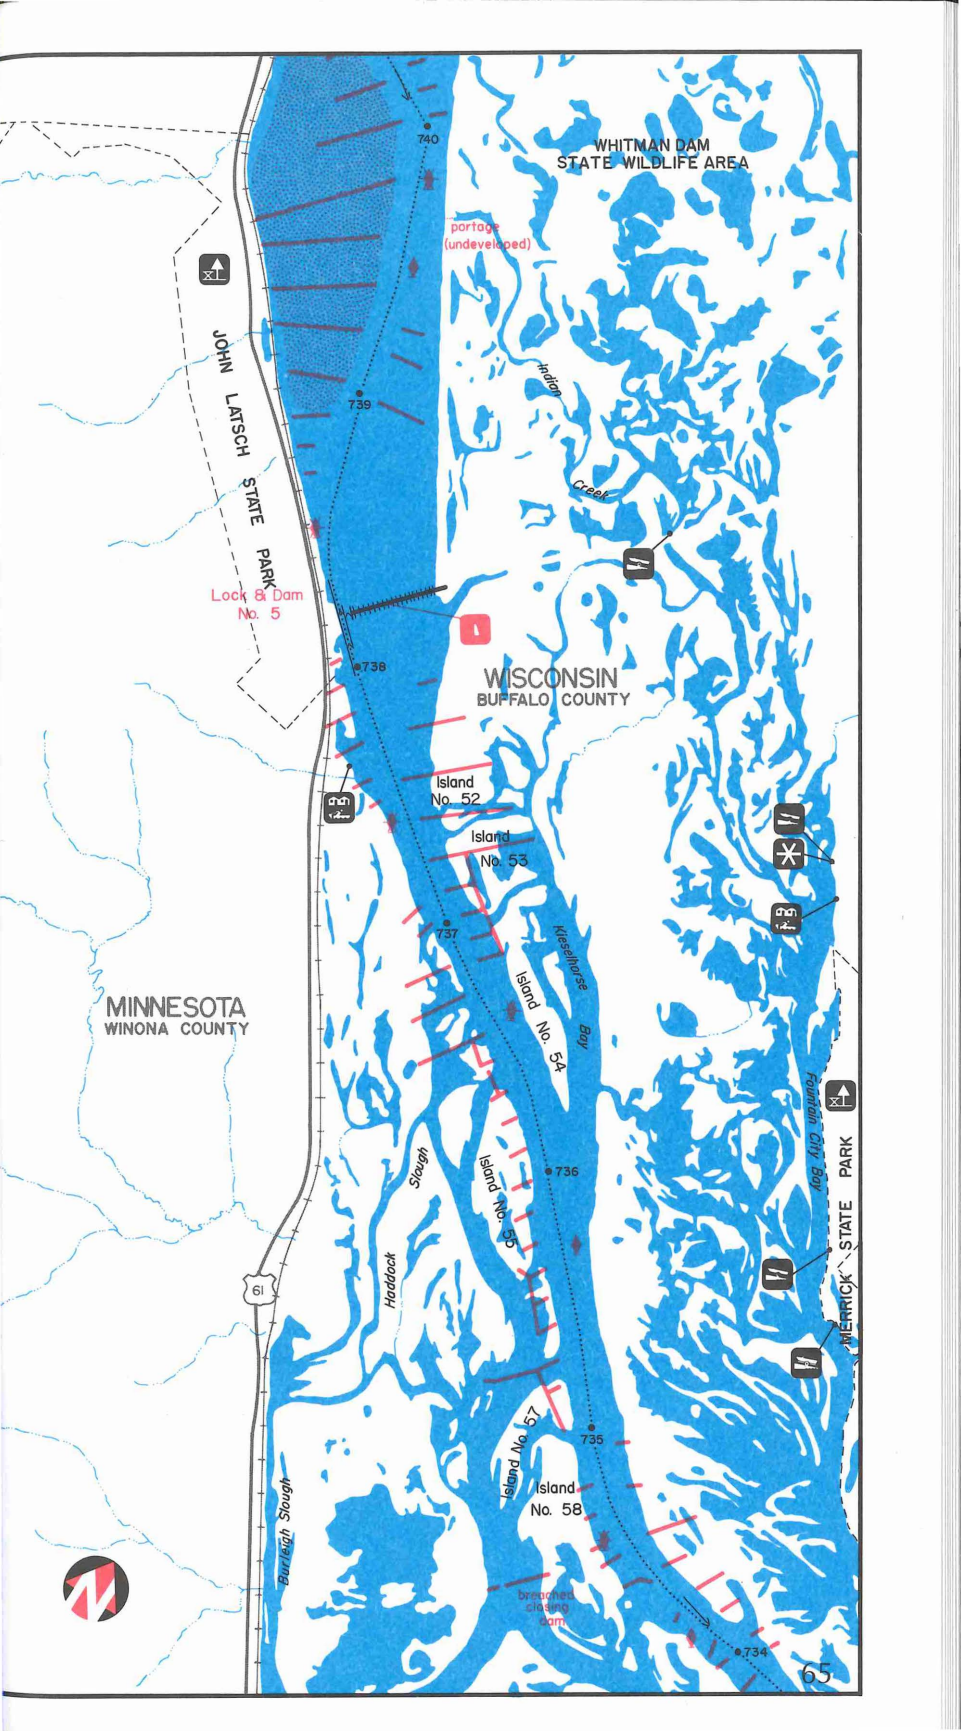 740
WHITMAN DAM
STATE WILDLIFE AREA
portage
(undeveloped)
Indian
739
JOHN LATSCH STATE PARK
Creek
Lock & Dam
No. 5
738
WISCONSIN
BUFFALO COUNTY
Island
No. 52
Island
No. 53
737
Kieselhorse Bay
Island No. 54
MINNESOTA
WINONA COUNTY
Fountain City Bay
MERRICK STATE PARK
736
Island No. 55
Haddock Slough
61
735
Island No. 57
Island
No. 58
Burleigh Slough
breached
closing
dam
734
65